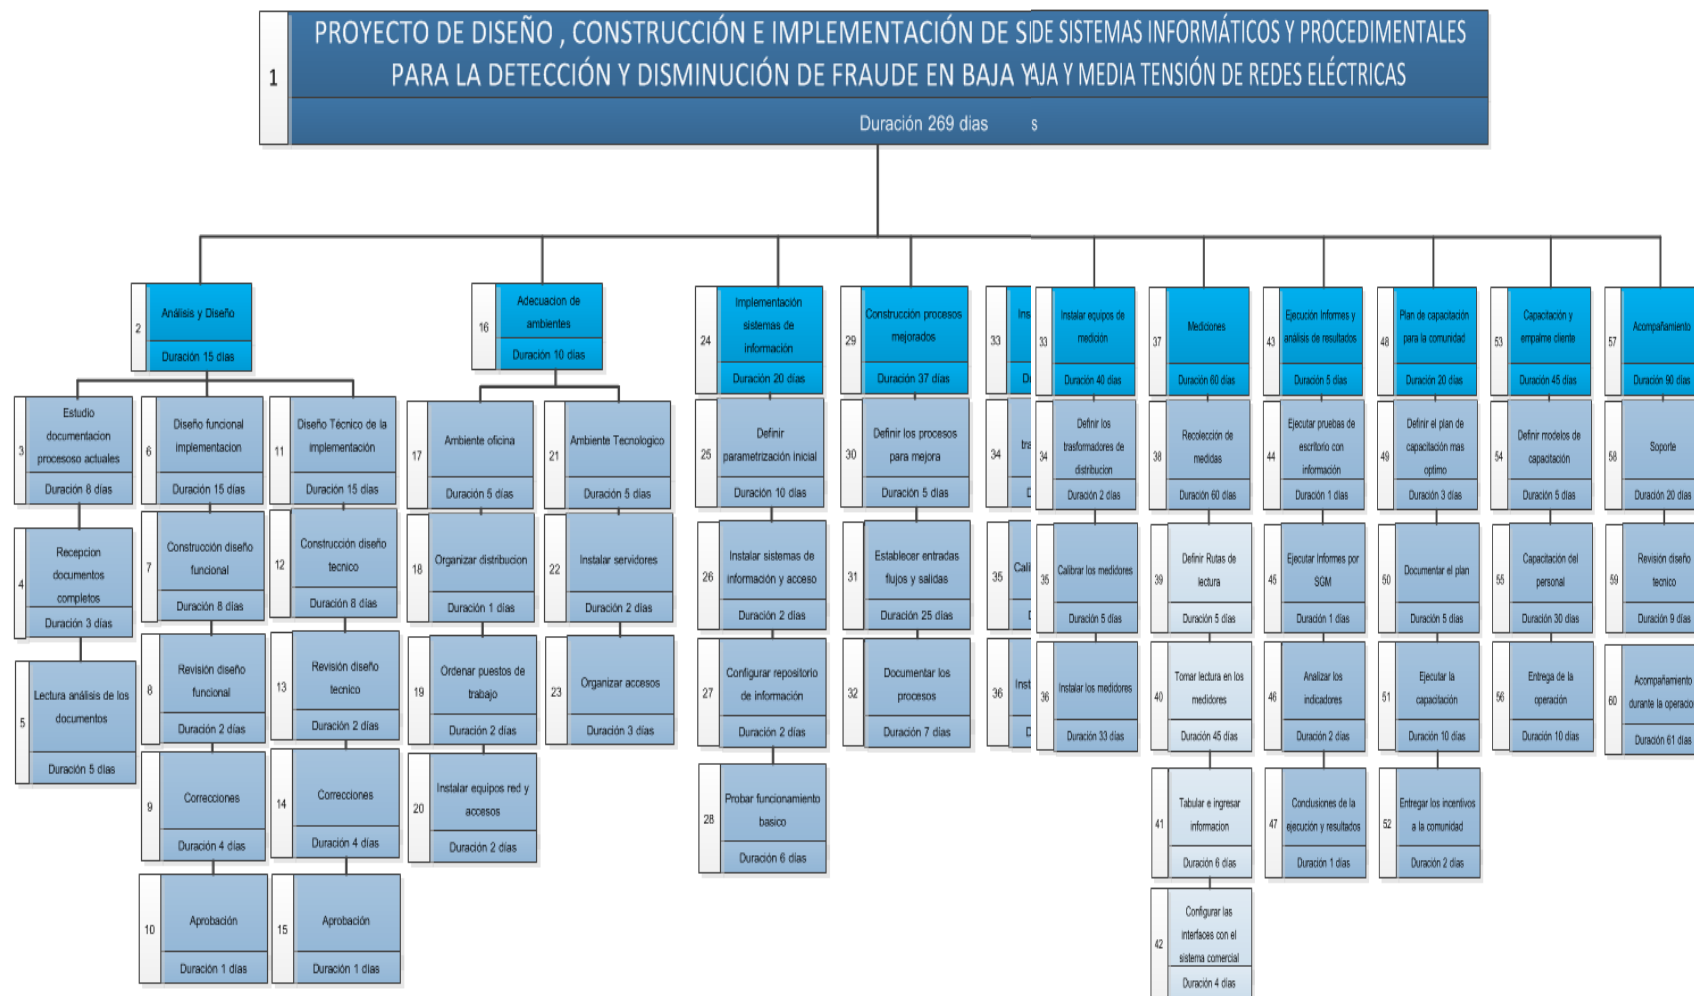 1
PROYECTO DE DISEÑO , CONSTRUCCIÓN E IMPLEMENTACIÓN DE SIDE SISTEMAS INFORMÁTICOS Y PROCEDIMENTALES
PARA LA DETECCIÓN Y DISMINUCIÓN DE FRAUDE EN BAJA YAJA Y MEDIA TENSIÓN DE REDES ELÉCTRICAS
Duración 269 dias s
2
Análisis y Diseño
Duración 15 días
3
Estudio
documentacion
procesoso actuales
Duración 8 días
4
Recepcion
documentos
completos
Duración 3 días
5
Lectura análisis de los
documentos
Duración 5 días
6
Diseño funcional
implementacion
Duración 15 días
7
Construcción diseño
funcional
Duración 8 días
8
Revisión diseño
funcional
Duración 2 días
9
Correcciones
Duración 4 días
10
Aprobación
Duración 1 días
11
Diseño Técnico de la
implementación
Duración 15 días
12
Construcción diseño
tecnico
Duración 8 días
13
Revisión diseño
tecnico
Duración 2 días
14
Correcciones
Duración 4 días
15
Aprobación
Duración 1 días
16
Adecuacion de
ambientes
Duración 10 días
17
Ambiente oficina
Duración 5 días
18
Organizar distribucion
Duración 1 días
19
Ordenar puestos de
trabajo
Duración 2 días
20
Instalar equipos red y
accesos
Duración 2 días
21
Ambiente Tecnologico
Duración 5 días
22
Instalar servidores
Duración 2 días
23
Organizar accesos
Duración 3 días
24
Implementación
sistemas de
información
Duración 20 días
25
Definir
parametrización inicial
Duración 10 días
26
Instalar sistemas de
información y acceso
Duración 2 días
27
Configurar repositorio
de información
Duración 2 días
28
Probar funcionamiento
basico
Duración 6 días
29
Construcción procesos
mejorados
Duración 37 días
30
Definir los procesos
para mejora
Duración 5 días
31
Establecer entradas
flujos y salidas
Duración 25 días
32
Documentar los
procesos
Duración 7 días
33
Ins
Du
34
tra
D
35
Cali
D
36
Inst
D
33
Instalar equipos de
medición
Duración 40 días
34
Definir los
trasformadores de
distribucion
Duración 2 días
35
Calibrar los medidores
Duración 5 días
36
Instalar los medidores
Duración 33 días
37
Mediciones
Duración 60 días
38
Recolección de
medidas
Duración 60 días
39
Definir Rutas de
lectura
Duración 5 días
40
Tomar lectura en los
medidores
Duración 45 días
41
Tabular e ingresar
informacion
Duración 6 días
42
Configurar las
interfaces con el
sistema comercial
Duración 4 días
43
Ejecución Informes y
análisis de resultados
Duración 5 días
44
Ejecutar pruebas de
escritorio con
información
Duración 1 días
45
Ejecutar Informes por
SGM
Duración 1 días
46
Analizar los
indicadores
Duración 2 días
47
Conclusiones de la
ejecución y resultados
Duración 1 días
48
Plan de capacitación
para la comunidad
Duración 20 días
49
Definir el plan de
capacitación mas
optimo
Duración 3 días
50
Documentar el plan
Duración 5 días
51
Ejecutar la
capacitación
Duración 10 días
52
Entregar los incentivos
a la comunidad
Duración 2 días
53
Capacitación y
empalme cliente
Duración 45 días
54
Definir modelos de
capacitación
Duración 5 días
55
Capacitación del
personal
Duración 30 días
56
Entrega de la
operación
Duración 10 días
57
Acompañamiento
Duración 90 días
58
Soporte
Duración 20 días
59
Revisión diseño
tecnico
Duración 9 días
60
Acompañamiento
durante la operacion
Duración 61 días